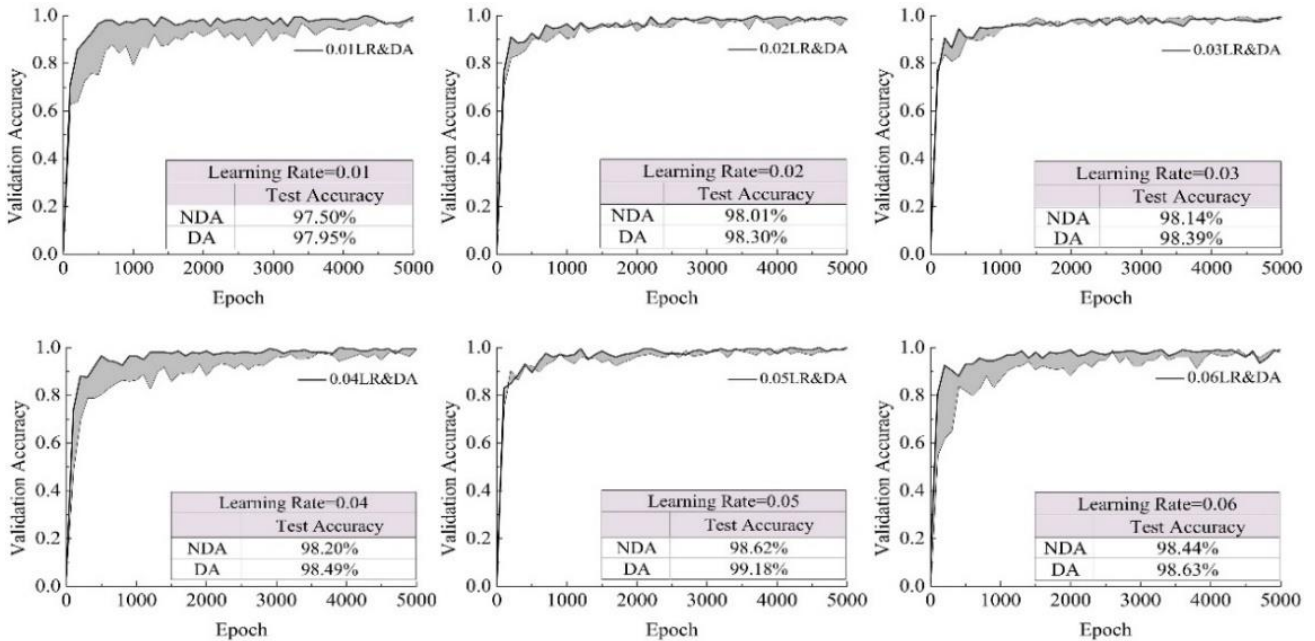 Validation Accuracy
1.0
0.8
0.6
0.4
0.2
0.0
0.01LR&DA
Learning Rate=0.01
Test Accuracy
NDA 97.50%
DA 97.95%
0 1000 2000 3000 4000 5000
Epoch
Validation Accuracy
1.0
0.8
0.6
0.4
0.2
0.0
0.02LR&DA
Learning Rate=0.02
Test Accuracy
NDA 98.01%
DA 98.30%
0 1000 2000 3000 4000 5000
Epoch
Validation Accuracy
1.0
0.8
0.6
0.4
0.2
0.0
0.03LR&DA
Learning Rate=0.03
Test Accuracy
NDA 98.14%
DA 98.39%
0 1000 2000 3000 4000 5000
Epoch
Validation Accuracy
1.0
0.8
0.6
0.4
0.2
0.0
0.04LR&DA
Learning Rate=0.04
Test Accuracy
NDA 98.20%
DA 98.49%
0 1000 2000 3000 4000 5000
Epoch
Validation Accuracy
1.0
0.8
0.6
0.4
0.2
0.0
0.05LR&DA
Learning Rate=0.05
Test Accuracy
NDA 98.62%
DA 99.18%
0 1000 2000 3000 4000 5000
Epoch
Validation Accuracy
1.0
0.8
0.6
0.4
0.2
0.0
0.06LR&DA
Learning Rate=0.06
Test Accuracy
NDA 98.44%
DA 98.63%
0 1000 2000 3000 4000 5000
Epoch